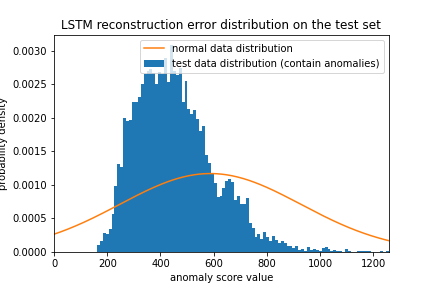 LSTM reconstruction error distribution on the test set
normal data distribution
test data distribution (contain anomalies)
probability density
0.0030
0.0025
0.0020
0.0015
0.0010
0.0005
0.0000
0
200
400
600
800
1000
1200
anomaly score value